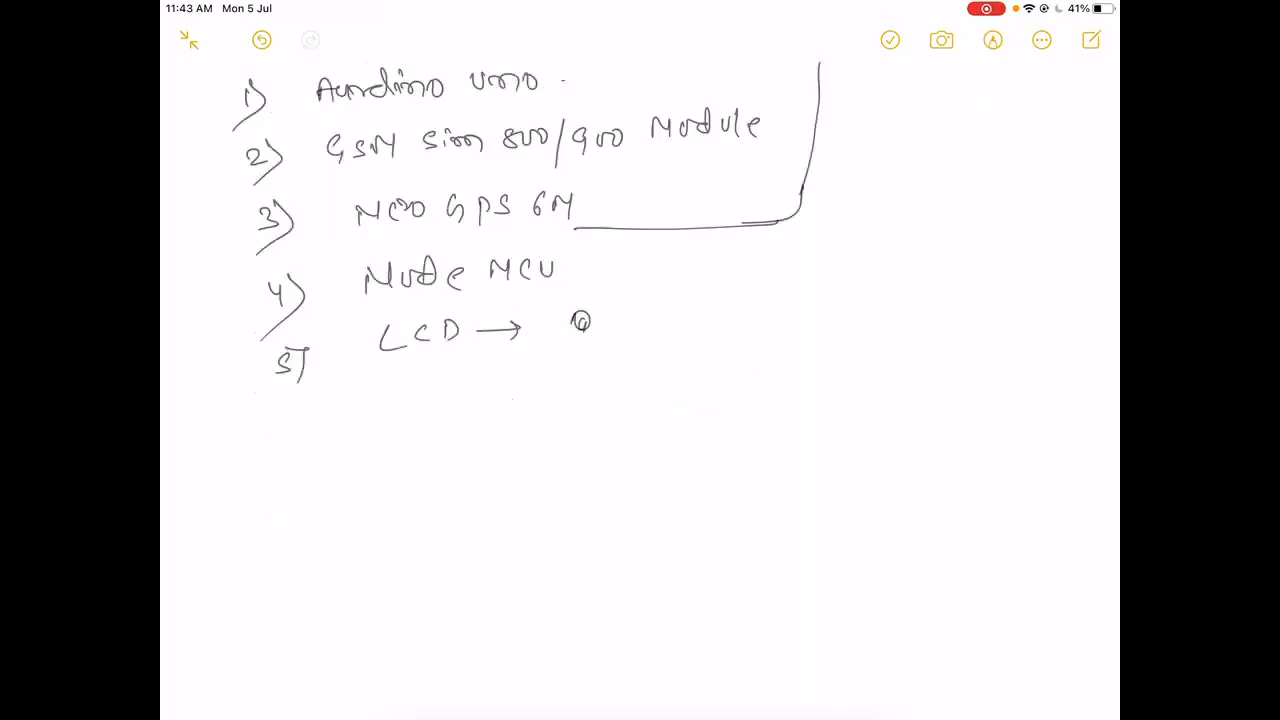 11:43 AM Mon 5 Jul 41%
1) Aurdino uno
2) GSM Sim 800/900 Module
3) Neo GPS 6M
4) Node MCU
5) LCD →